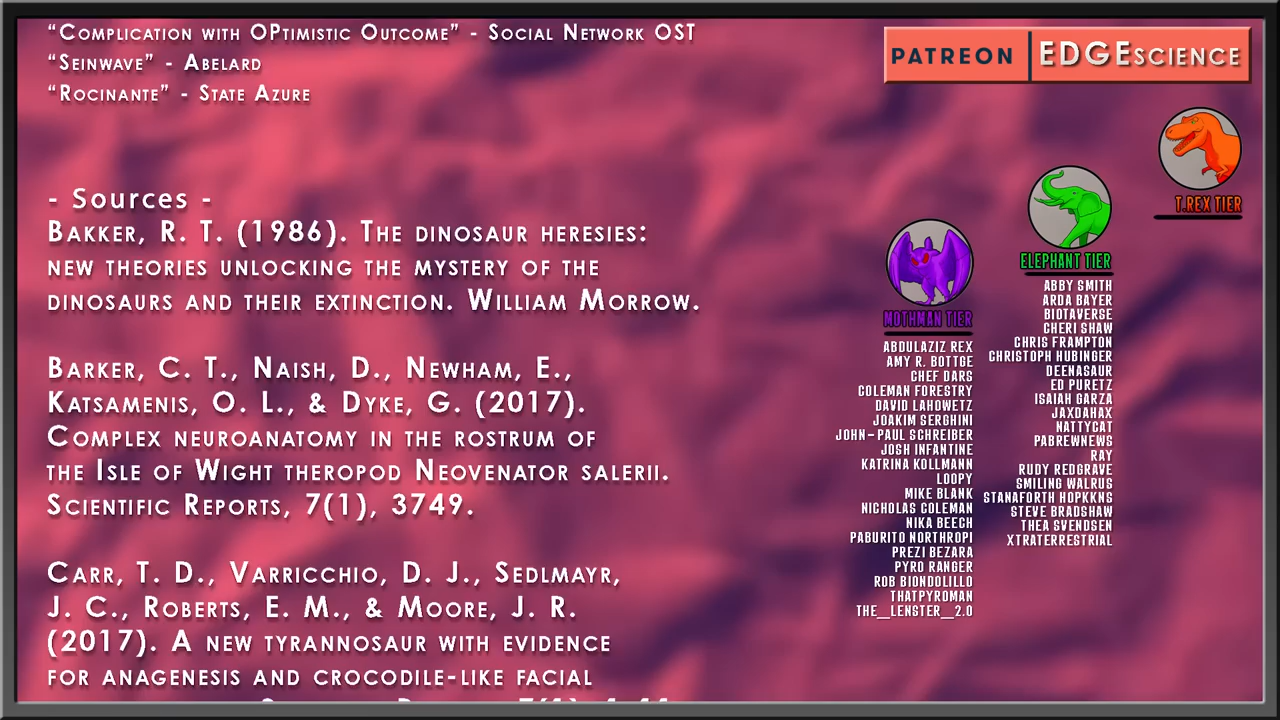 “Complication with OPtimistic Outcome” - Social Network OST
“Seinwave” - Abelard
“Rocinante” - State Azure
- Sources -
Bakker, R. T. (1986). The dinosaur heresies:
new theories unlocking the mystery of the
dinosaurs and their extinction. William Morrow.
Barker, C. T., Naish, D., Newham, E.,
Katsamenis, O. L., & Dyke, G. (2017).
Complex neuroanatomy in the rostrum of
the Isle of Wight theropod Neovenator salerii.
Scientific Reports, 7(1), 3749.
Carr, T. D., Varricchio, D. J., Sedlmayr,
J. C., Roberts, E. M., & Moore, J. R.
(2017). A new tyrannosaur with evidence
for anagenesis and crocodile-like facial
PATREON | EDGEscience
T.REX TIER
ELEPHANT TIER
ABBY SMITH
ARDA BAYER
BIOTAVERSE
CHERI SHAW
CHRIS FRAMPTON
CHRISTOPH HUBINGER
DEENASAUR
ED PURETZ
ISAIAH GARZA
JAXDAHAX
NATTYCAT
PABREWNEWS
RAY
RUDY REDGRAVE
SMILING WALRUS
STANAFORTH HOPKKNS
STEVE BRADSHAW
THEA SVENDSEN
XTRATERRESTRIAL
MOTHMAN TIER
ABDULAZIZ REX
AMY R. BOTTGE
CHEF DARS
COLEMAN FORESTRY
DAVID LAHOWETZ
JOAKIM SERGHINI
JOHN-PAUL SCHREIBER
JOSH INFANTINE
KATRINA KOLLMANN
LOOPY
MIKE BLANK
NICHOLAS COLEMAN
NIKA BEECH
PABURITO NORTHROPI
PREZI BEZARA
PYRO RANGER
ROB BIONDOLILLO
THATPYROMAN
THE__LENGTER__2.0